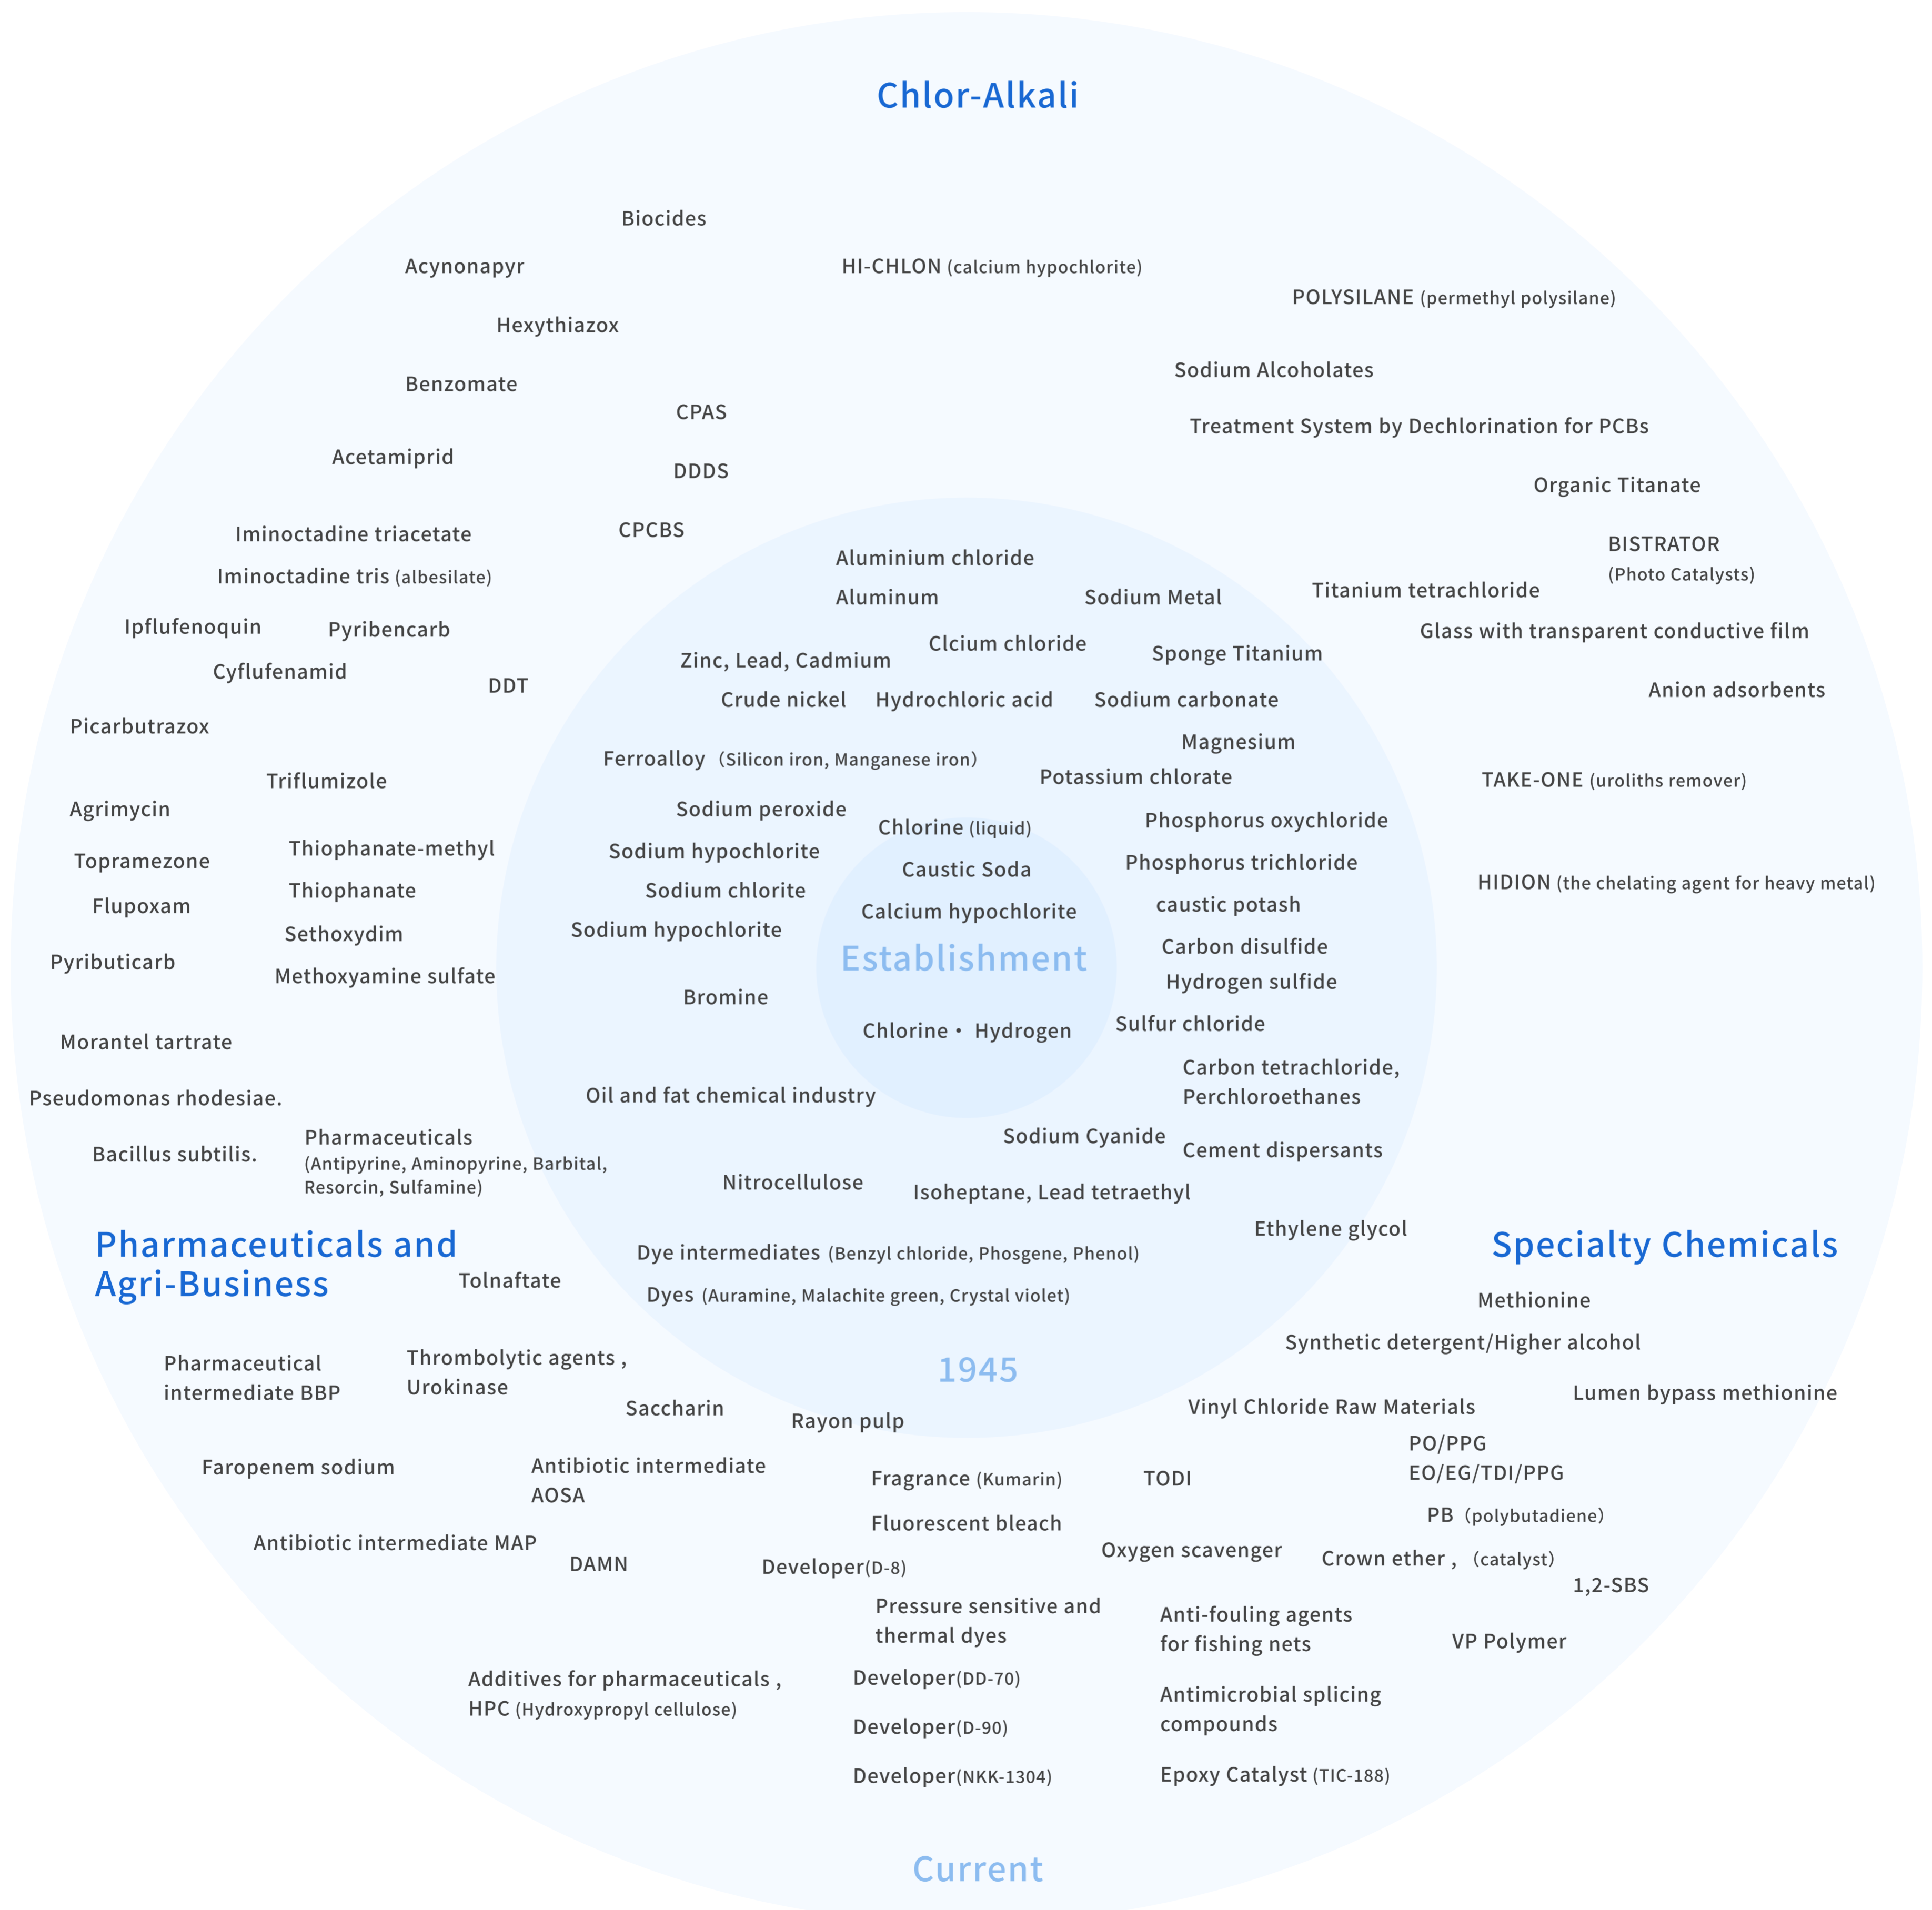 Chlor-Alkali
Biocides
Acynonapyr
HI-CHLON (calcium hypochlorite)
POLYSILANE (permethyl polysilane)
Hexythiazox
Sodium Alcoholates
Benzomate
CPAS
Treatment System by Dechlorination for PCBs
Acetamiprid
DDDS
Organic Titanate
Iminoctadine triacetate
CPCBS
BISTRATOR
(Photo Catalysts)
Aluminium chloride
Iminoctadine tris (albesilate)
Titanium tetrachloride
Aluminum
Sodium Metal
Ipflufenoquin
Pyribencarb
Glass with transparent conductive film
Clcium chloride
Sponge Titanium
Zinc, Lead, Cadmium
Cyflufenamid
DDT
Anion adsorbents
Crude nickel
Hydrochloric acid
Sodium carbonate
Picarbutrazox
Magnesium
Ferroalloy（Silicon iron, Manganese iron）
Potassium chlorate
Triflumizole
TAKE-ONE (uroliths remover)
Agrimycin
Sodium peroxide
Chlorine (liquid)
Phosphorus oxychloride
Thiophanate-methyl
Sodium hypochlorite
Topramezone
Caustic Soda
Phosphorus trichloride
Thiophanate
Sodium chlorite
HIDION (the chelating agent for heavy metal)
Flupoxam
Calcium hypochlorite
caustic potash
Sethoxydim
Sodium hypochlorite
Carbon disulfide
Establishment
Pyributicarb
Methoxyamine sulfate
Hydrogen sulfide
Bromine
Chlorine・ Hydrogen
Sulfur chloride
Morantel tartrate
Carbon tetrachloride,
Perchloroethanes
Pseudomonas rhodesiae.
Oil and fat chemical industry
Pharmaceuticals
(Antipyrine, Aminopyrine, Barbital,
Resorcin, Sulfamine)
Sodium Cyanide
Bacillus subtilis.
Cement dispersants
Nitrocellulose
Isoheptane, Lead tetraethyl
Ethylene glycol
Pharmaceuticals and
Agri-Business
Dye intermediates (Benzyl chloride, Phosgene, Phenol)
Specialty Chemicals
Tolnaftate
Dyes (Auramine, Malachite green, Crystal violet)
Methionine
Synthetic detergent/Higher alcohol
Pharmaceutical
intermediate BBP
Thrombolytic agents ,
Urokinase
1945
Lumen bypass methionine
Saccharin
Rayon pulp
Vinyl Chloride Raw Materials
PO/PPG
EO/EG/TDI/PPG
Faropenem sodium
Antibiotic intermediate
AOSA
Fragrance (Kumarin)
TODI
PB（polybutadiene）
Fluorescent bleach
Antibiotic intermediate MAP
Oxygen scavenger
Crown ether ,（catalyst）
DAMN
Developer(D-8)
1,2-SBS
Pressure sensitive and
thermal dyes
Anti-fouling agents
for fishing nets
VP Polymer
Additives for pharmaceuticals ,
HPC (Hydroxypropyl cellulose)
Developer(DD-70)
Antimicrobial splicing
compounds
Developer(D-90)
Developer(NKK-1304)
Epoxy Catalyst (TIC-188)
Current